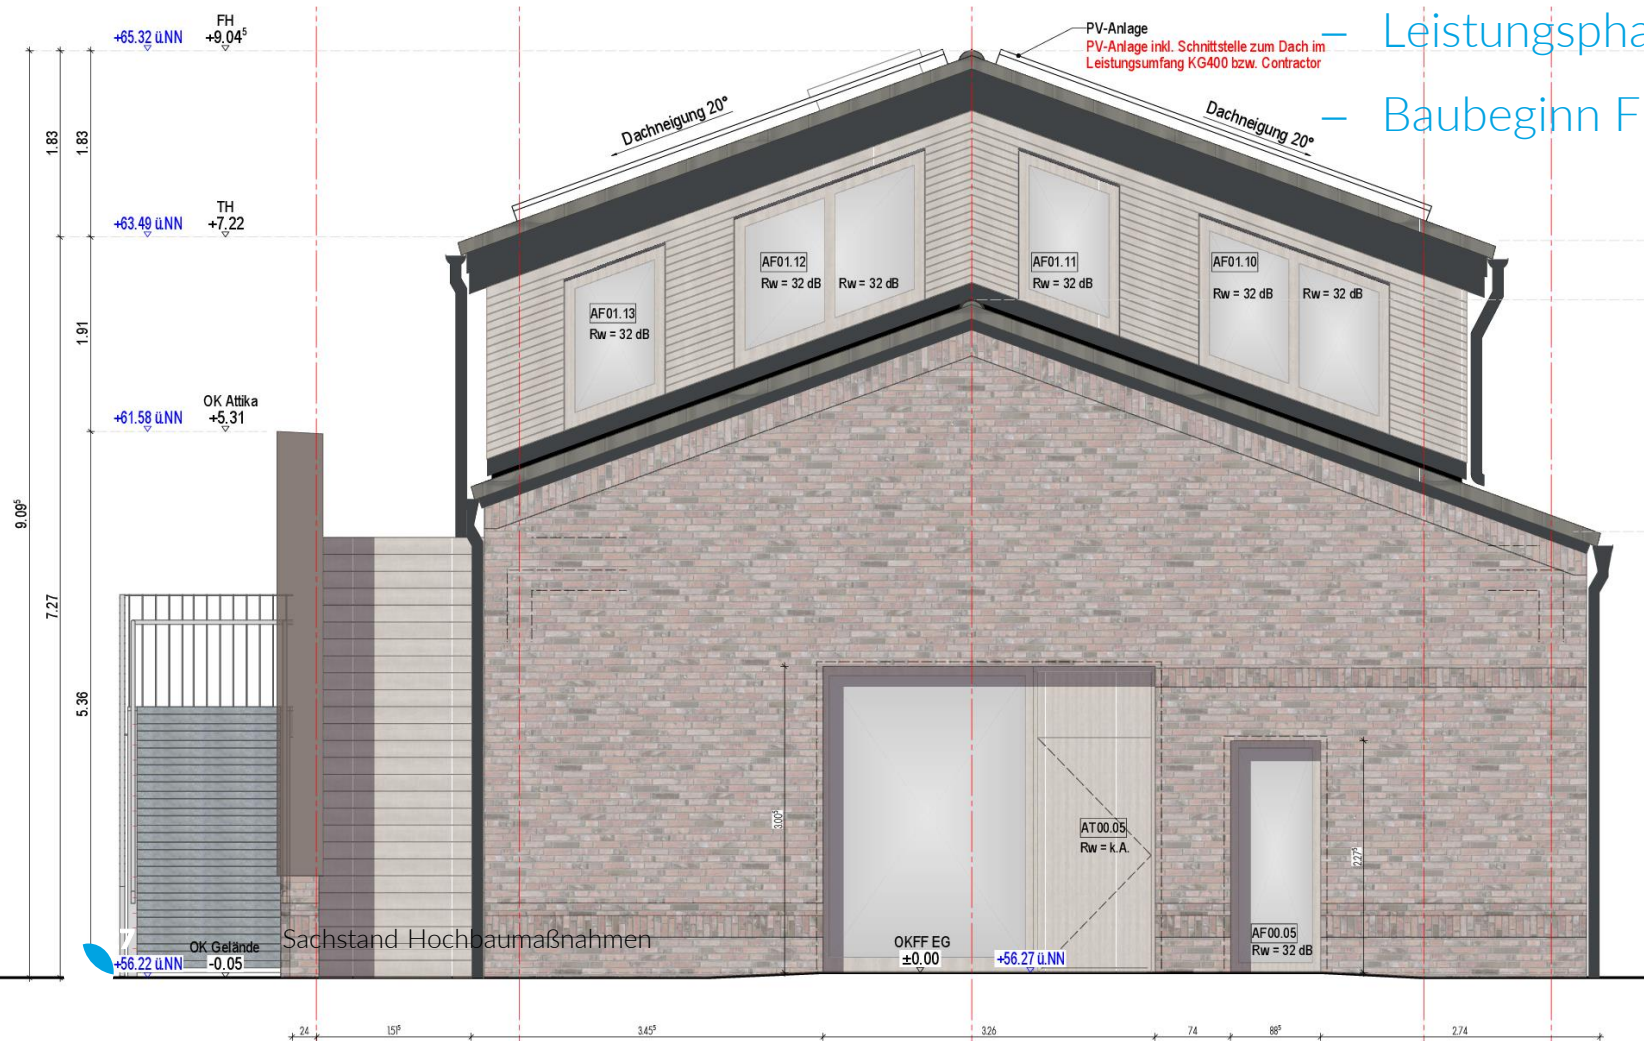 FH
+65.32 ü.NN +9.04⁵
PV-Anlage
PV-Anlage inkl. Schnittstelle zum Dach im
Leistungsumfang KG400 bzw. Contractor
– Leistungspha
– Baubeginn F
Dachneigung 20°
Dachneigung 20°
1.83
1.83
TH
+63.49 ü.NN +7.22
AF01.12
Rw = 32 dB Rw = 32 dB
AF01.11
Rw = 32 dB
AF01.10
Rw = 32 dB Rw = 32 dB
AF01.13
Rw = 32 dB
1.91
OK Attika
+61.58 ü.NN +5.31
9.09⁵
7.27
5.36
3.00⁵
2.27⁵
AT00.05
Rw = k.A.
AF00.05
Rw = 32 dB
7
Sachstand Hochbaumaßnahmen
OK Gelände
+56.22 ü.NN -0.05
OKFF EG
±0.00
+56.27 ü.NN
24 1.51⁵ 3.45⁵ 3.26 74 88⁵ 2.74